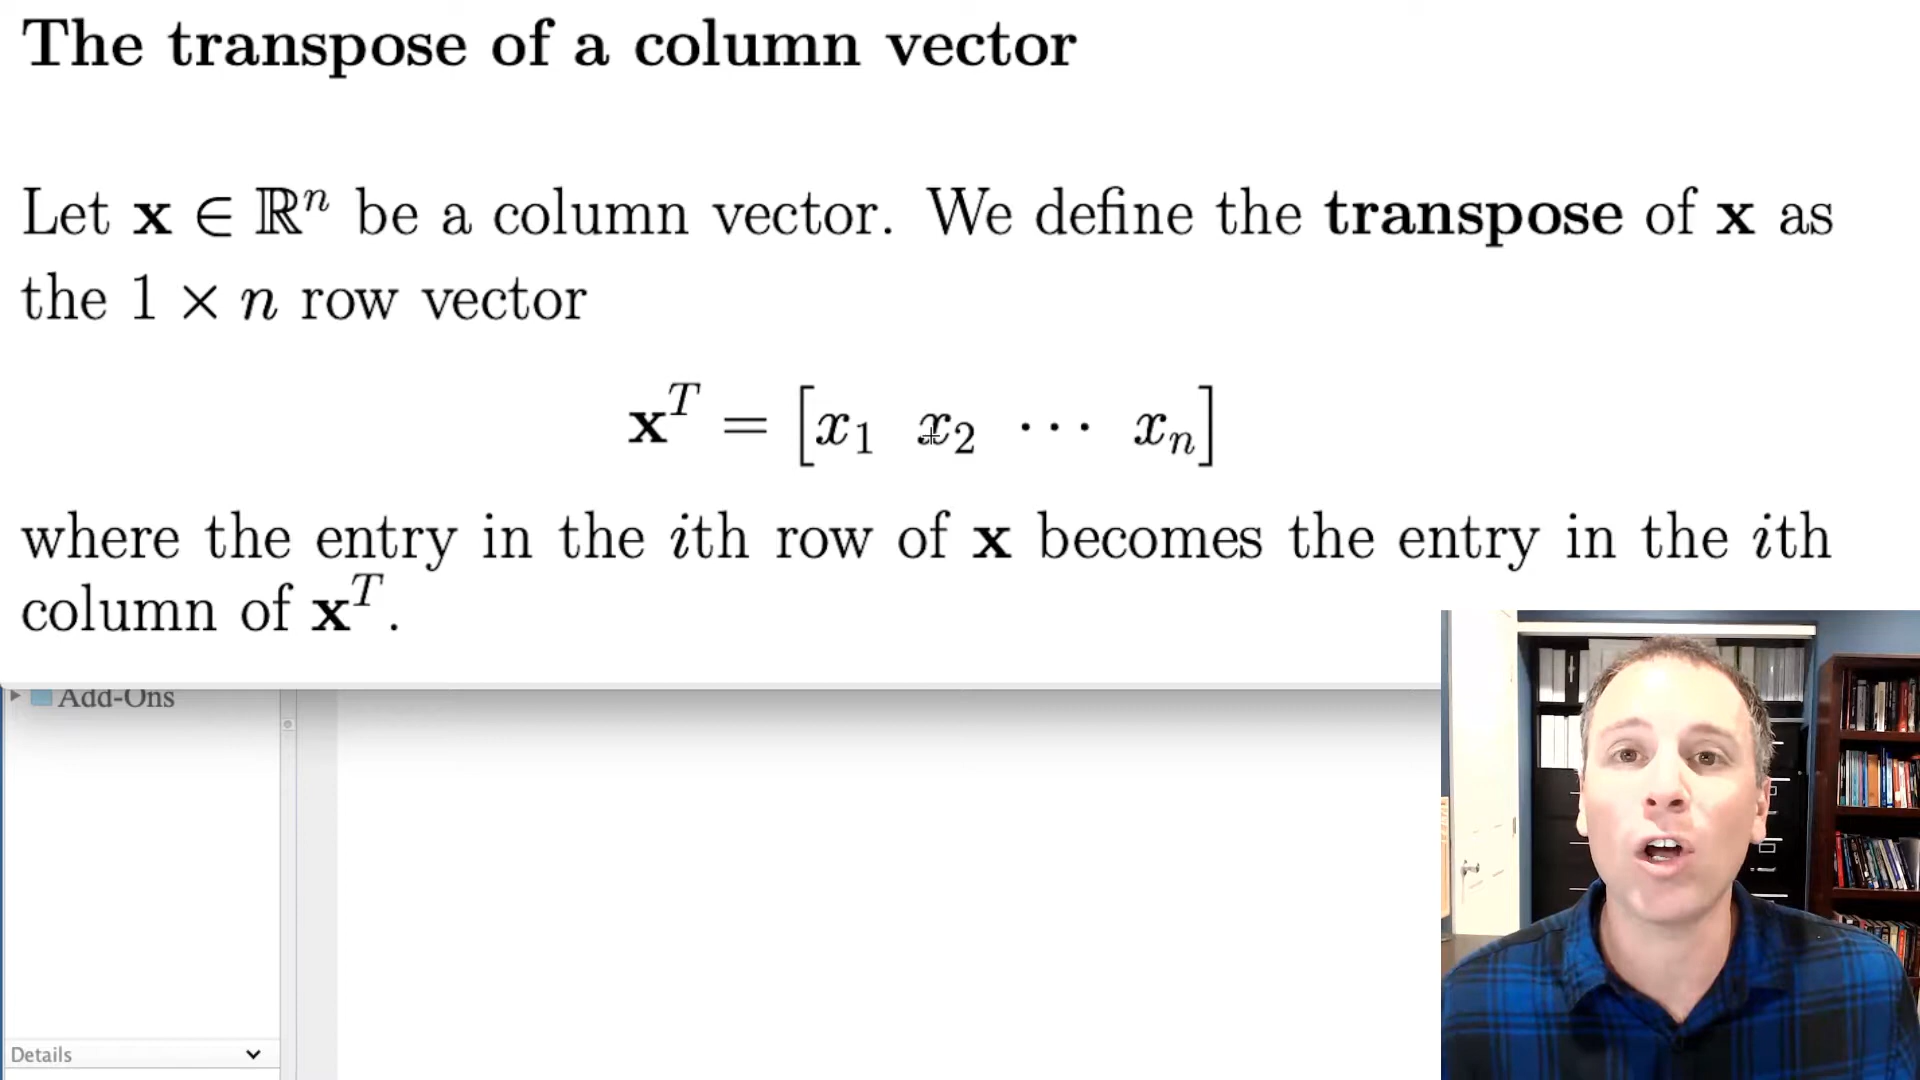 The transpose of a column vector
Let x ∈ ℝⁿ be a column vector. We define the transpose of x as
the 1 × n row vector
xᵀ = [x₁ x₂ ⋯ xₙ]
where the entry in the ith row of x becomes the entry in the ith
column of xᵀ.
Add-Ons
Details